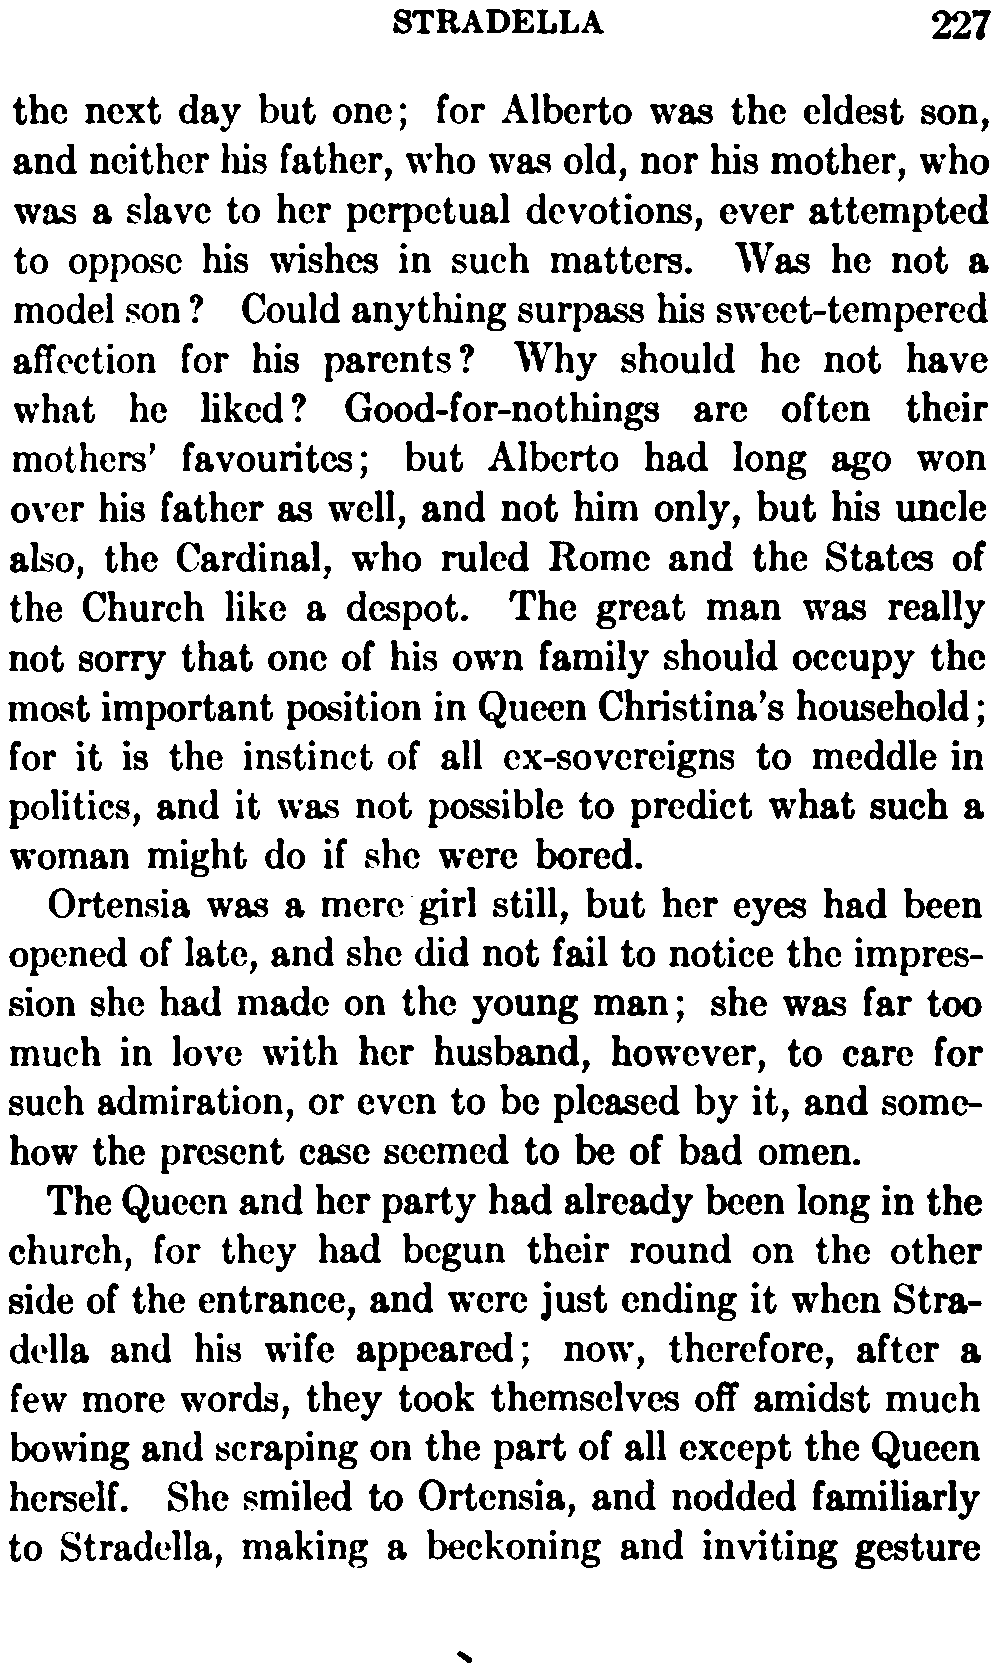 STRADELLA 227
the next day but one; for Alberto was the eldest son,
and neither his father, who was old, nor his mother, who
was a slave to her perpetual devotions, ever attempted
to oppose his wishes in such matters. Was he not a
model son? Could anything surpass his sweet-tempered
affection for his parents? Why should he not have
what he liked? Good-for-nothings are often their
mothers' favourites; but Alberto had long ago won
over his father as well, and not him only, but his uncle
also, the Cardinal, who ruled Rome and the States of
the Church like a despot. The great man was really
not sorry that one of his own family should occupy the
most important position in Queen Christina's household;
for it is the instinct of all ex-sovereigns to meddle in
politics, and it was not possible to predict what such a
woman might do if she were bored.
Ortensia was a mere girl still, but her eyes had been
opened of late, and she did not fail to notice the impres-
sion she had made on the young man; she was far too
much in love with her husband, however, to care for
such admiration, or even to be pleased by it, and some-
how the present case seemed to be of bad omen.
The Queen and her party had already been long in the
church, for they had begun their round on the other
side of the entrance, and were just ending it when Stra-
della and his wife appeared; now, therefore, after a
few more words, they took themselves off amidst much
bowing and scraping on the part of all except the Queen
herself. She smiled to Ortensia, and nodded familiarly
to Stradella, making a beckoning and inviting gesture